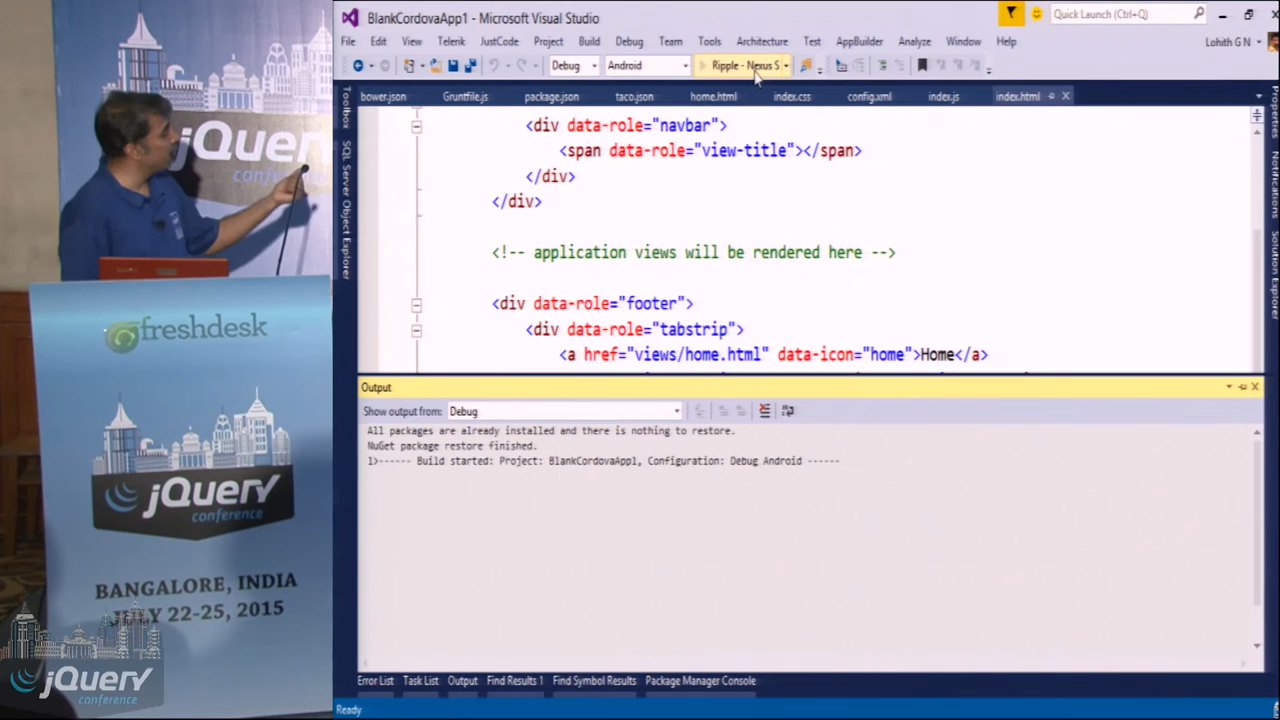 BlankCordovaApp1 - Microsoft Visual Studio
Quick Launch (Ctrl+Q)
File Edit View Telerik JustCode Project Build Debug Team Tools Architecture Test AppBuilder Analyze Window Help
Lohith G N
Debug Android Ripple - Nexus S
bower.json Gruntfile.js package.json taco.json home.html index.css config.xml index.js index.html
Toolbox
SQL Server Object Explorer
Properties
Solution Explorer
<div data-role="navbar">
<span data-role="view-title"></span>
</div>
</div>
<!-- application views will be rendered here -->
<div data-role="footer">
<div data-role="tabstrip">
<a href="views/home.html" data-icon="home">Home</a>
Output
Show output from: Debug
All packages are already installed and there is nothing to restore.
NuGet package restore finished.
1>------ Build started: Project: BlankCordovaApp1, Configuration: Debug Android ------
Error List Task List Output Find Results 1 Find Symbol Results Package Manager Console
Ready
jQuery
freshdesk
jQuery
conference
BANGALORE, INDIA
JULY 22-25, 2015
jQuery
conference